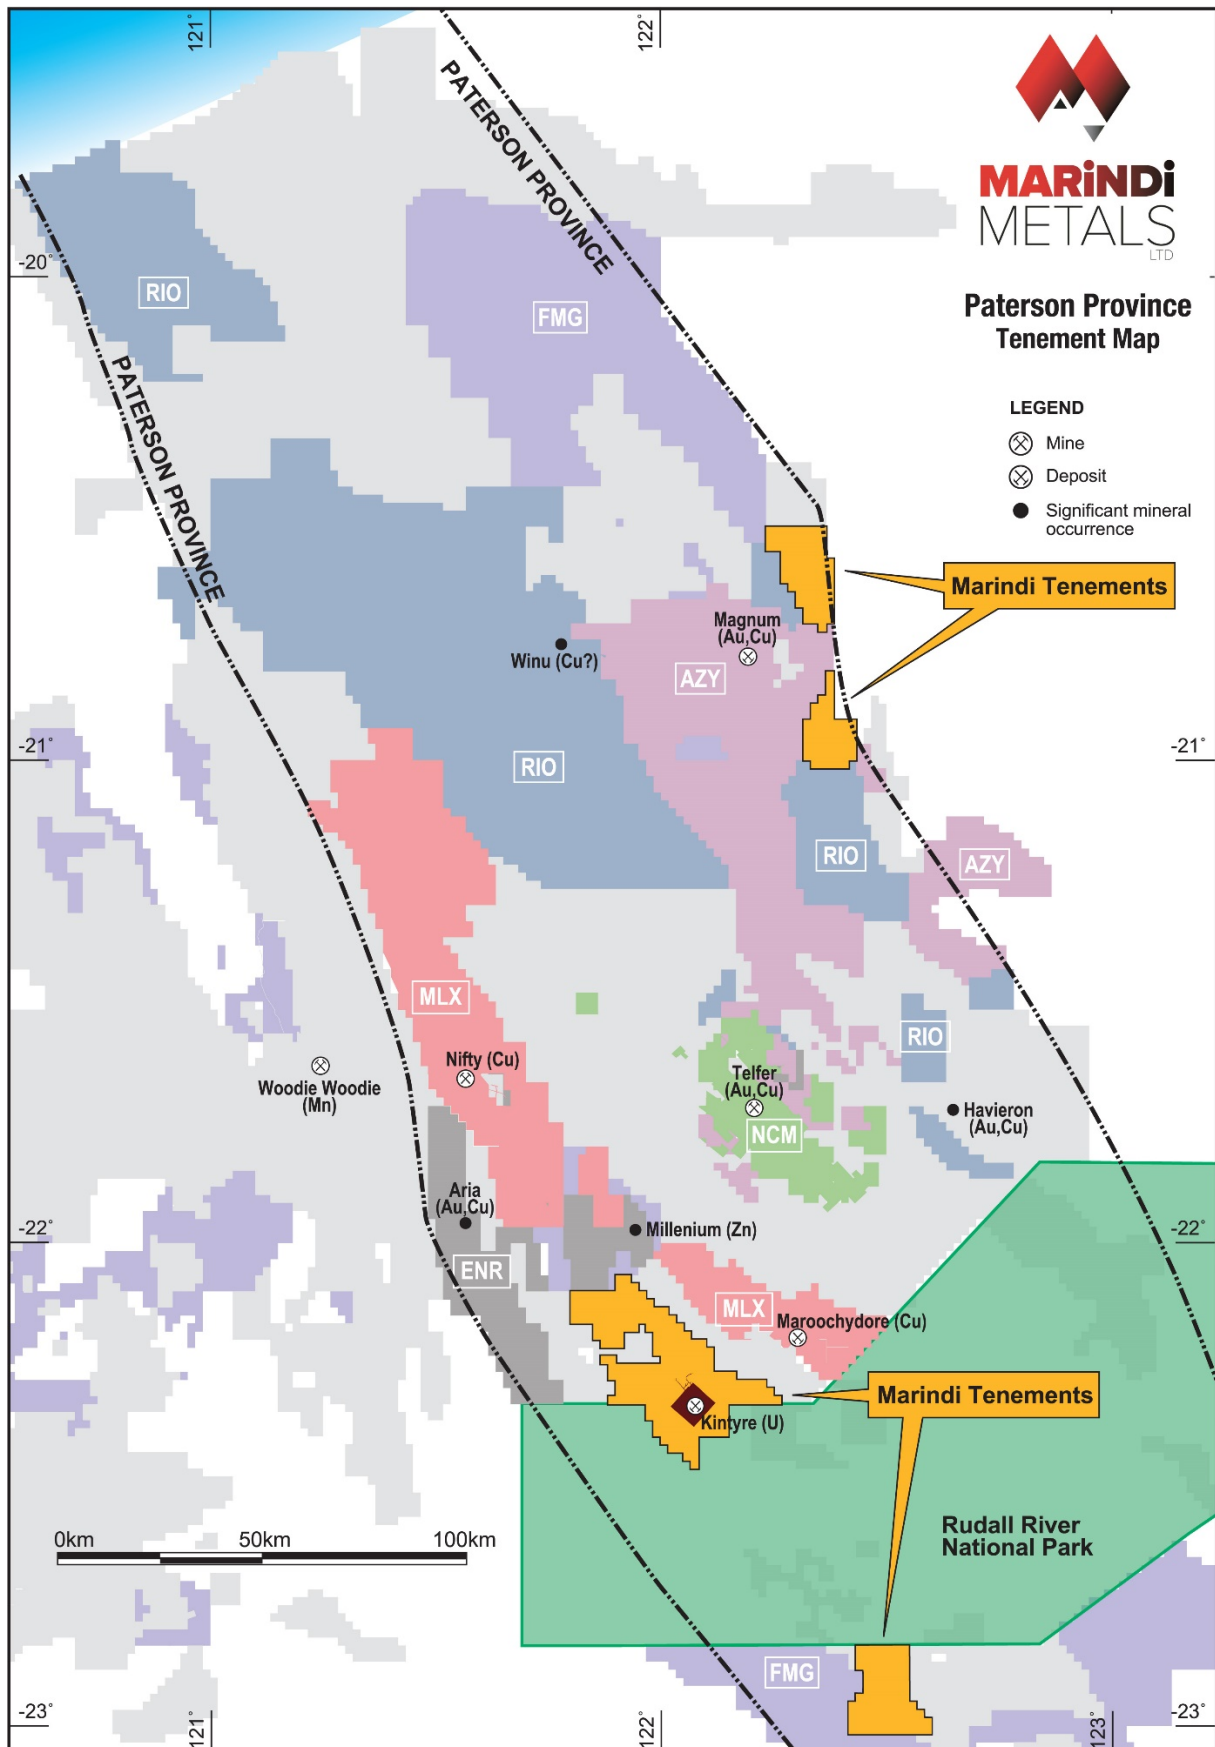 121°
122°
PATERSON PROVINCE
MARiNDi
METALS
LTD
-20°
RIO
FMG
Paterson Province
Tenement Map
PATERSON PROVINCE
LEGEND
Mine
Deposit
Significant mineral
occurrence
Marindi Tenements
Magnum
(Au,Cu)
Winu (Cu?)
AZY
-21°
-21°
RIO
RIO
AZY
MLX
RIO
Nifty (Cu)
Woodie Woodie
(Mn)
Telfer
(Au,Cu)
NCM
Havieron
(Au,Cu)
Aria
(Au,Cu)
Millenium (Zn)
-22°
-22°
ENR
MLX
Maroochydore (Cu)
Marindi Tenements
Kintyre (U)
Rudall River
National Park
0km 50km 100km
FMG
-23°
-23°
121°
122°
123°